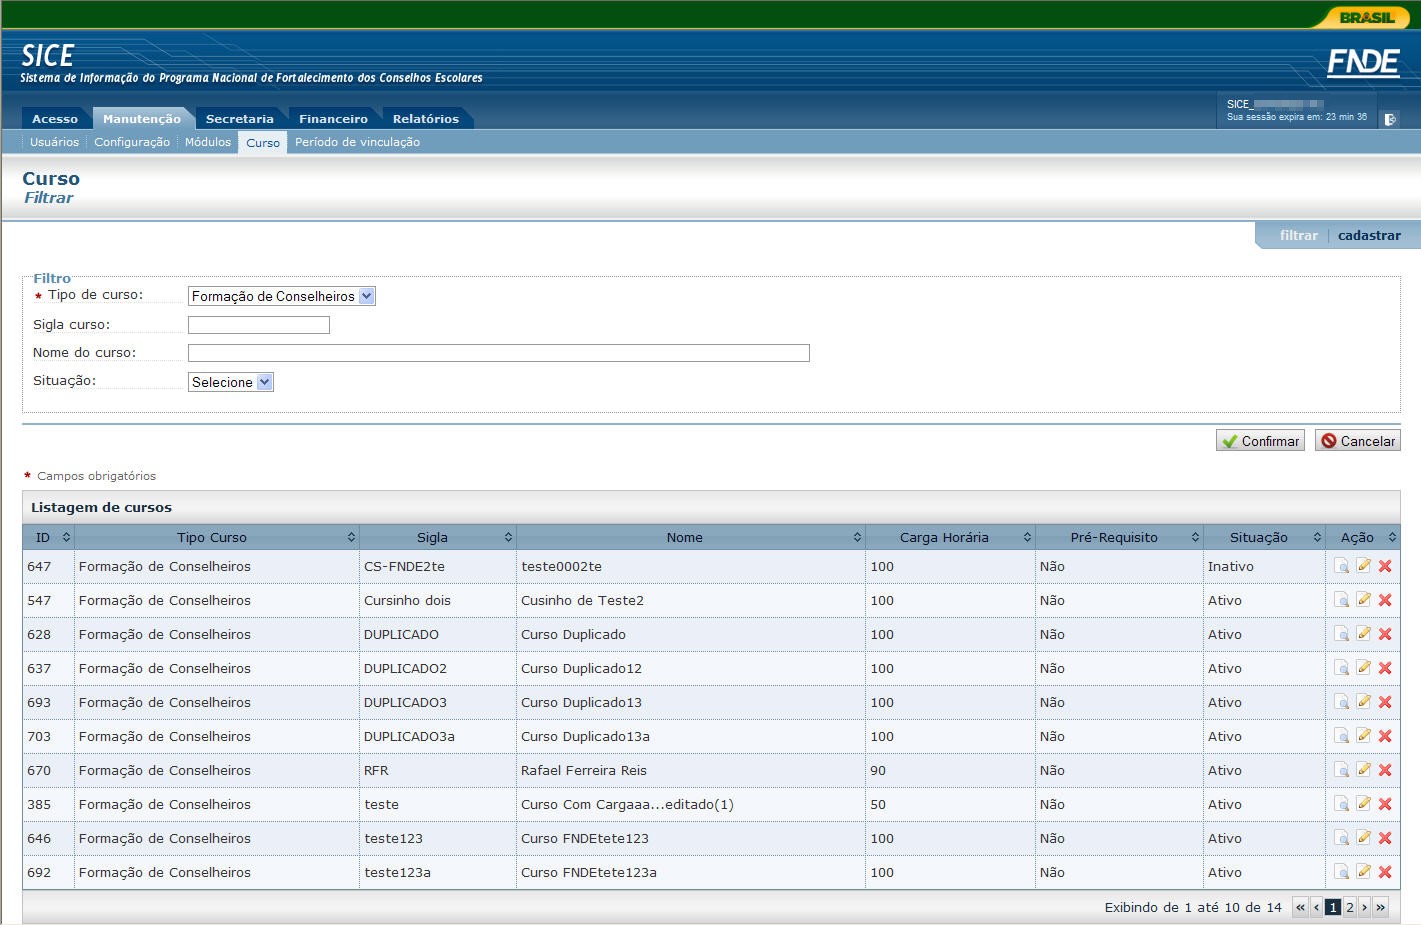 BRASIL
SICE
Sistema de Informação do Programa Nacional de Fortalecimento dos Conselhos Escolares
FNDE
Acesso Manutenção Secretaria Financeiro Relatórios
SICE_
Sua sessão expira em: 23 min 36
Usuários Configuração Módulos Curso Período de vinculação
Curso
Filtrar
filtrar cadastrar
Filtro
* Tipo de curso: Formação de Conselheiros
Sigla curso:
Nome do curso:
Situação: Selecione
Confirmar Cancelar
* Campos obrigatórios
Listagem de cursos
ID Tipo Curso Sigla Nome Carga Horária Pré-Requisito Situação Ação
647 Formação de Conselheiros CS-FNDE2te teste0002te 100 Não Inativo
547 Formação de Conselheiros Cursinho dois Cusinho de Teste2 100 Não Ativo
628 Formação de Conselheiros DUPLICADO Curso Duplicado 100 Não Ativo
637 Formação de Conselheiros DUPLICADO2 Curso Duplicado12 100 Não Ativo
693 Formação de Conselheiros DUPLICADO3 Curso Duplicado13 100 Não Ativo
703 Formação de Conselheiros DUPLICADO3a Curso Duplicado13a 100 Não Ativo
670 Formação de Conselheiros RFR Rafael Ferreira Reis 90 Não Ativo
385 Formação de Conselheiros teste Curso Com Cargaaa...editado(1) 50 Não Ativo
646 Formação de Conselheiros teste123 Curso FNDEtete123 100 Não Ativo
692 Formação de Conselheiros teste123a Curso FNDEtete123a 100 Não Ativo
Exibindo de 1 até 10 de 14 « ‹ 1 2 › »